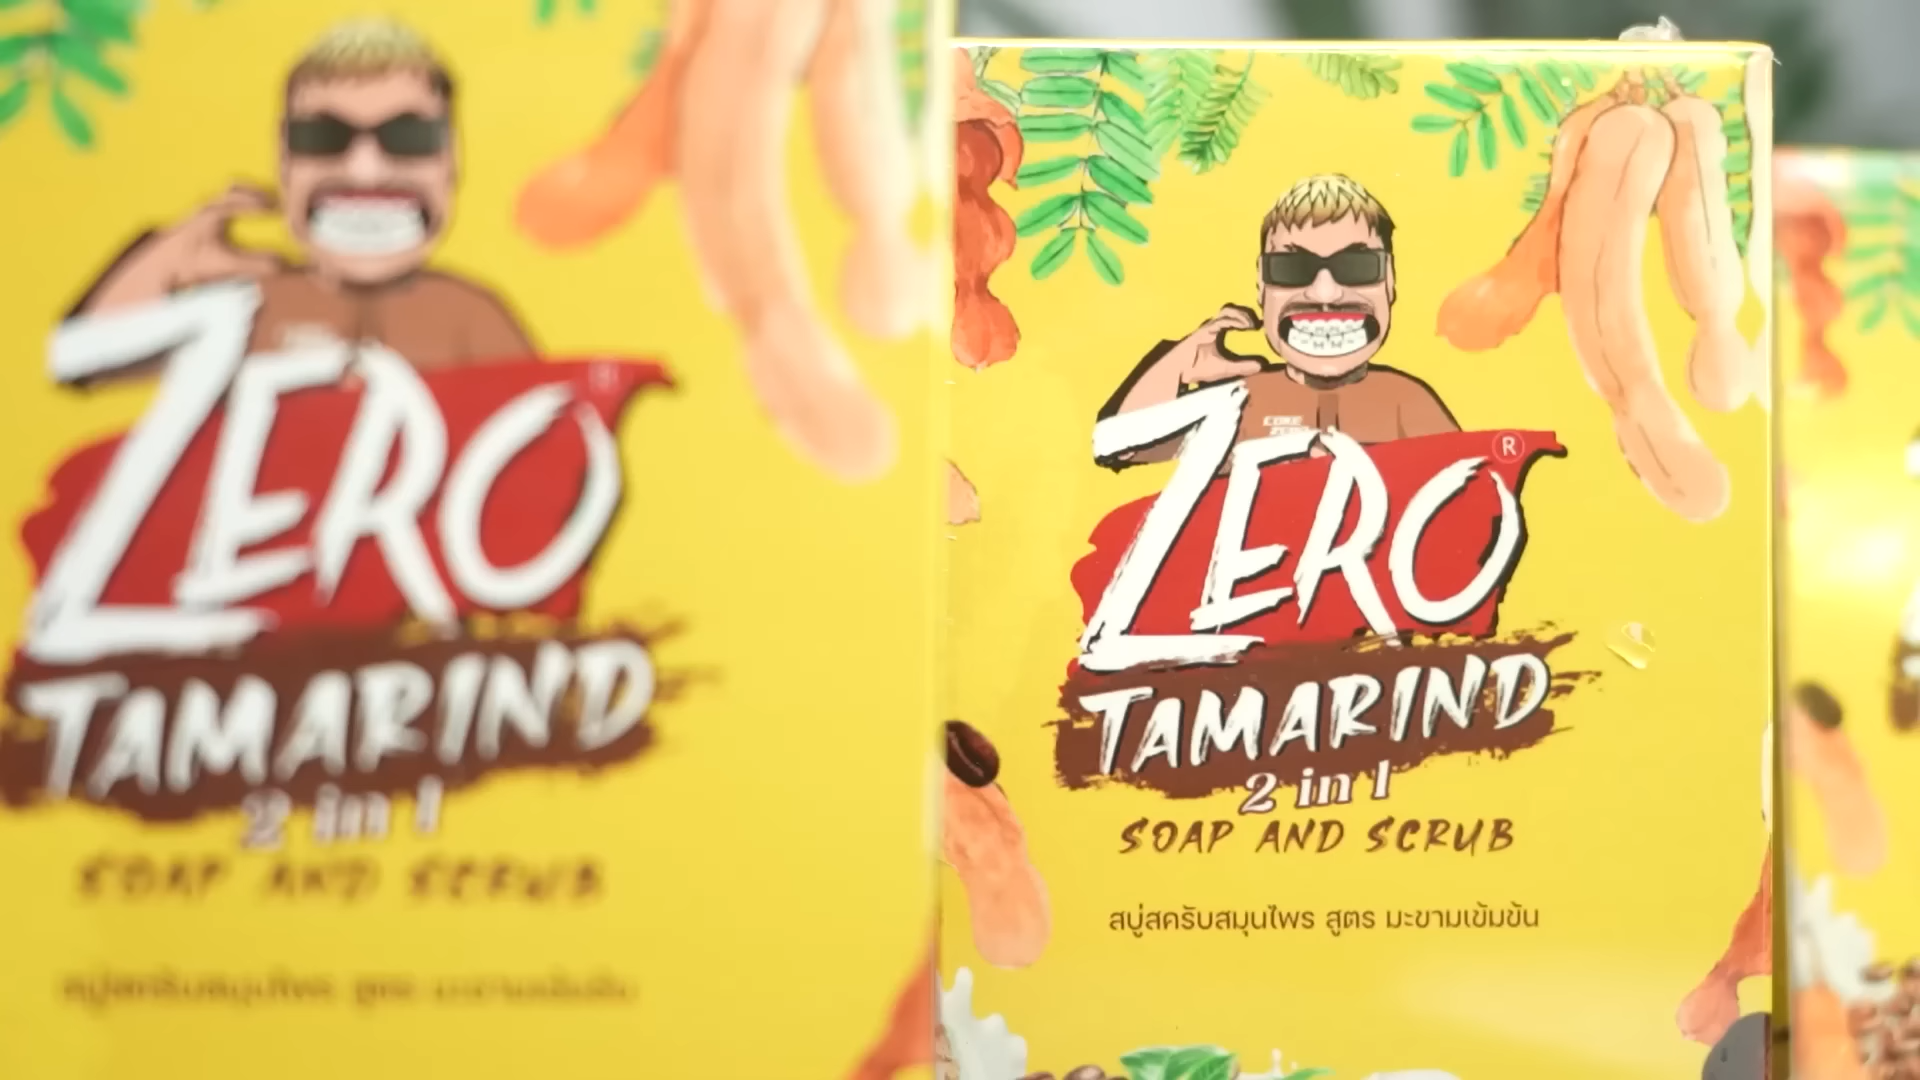 ZERO
TAMARIND
2 in 1
SOAP AND SCRUB
COKE
ZERO
ZERO
®
TAMARIND
2 in 1
SOAP AND SCRUB
สบู่สครับสมุนไพร สูตร มะขามเข้มข้น